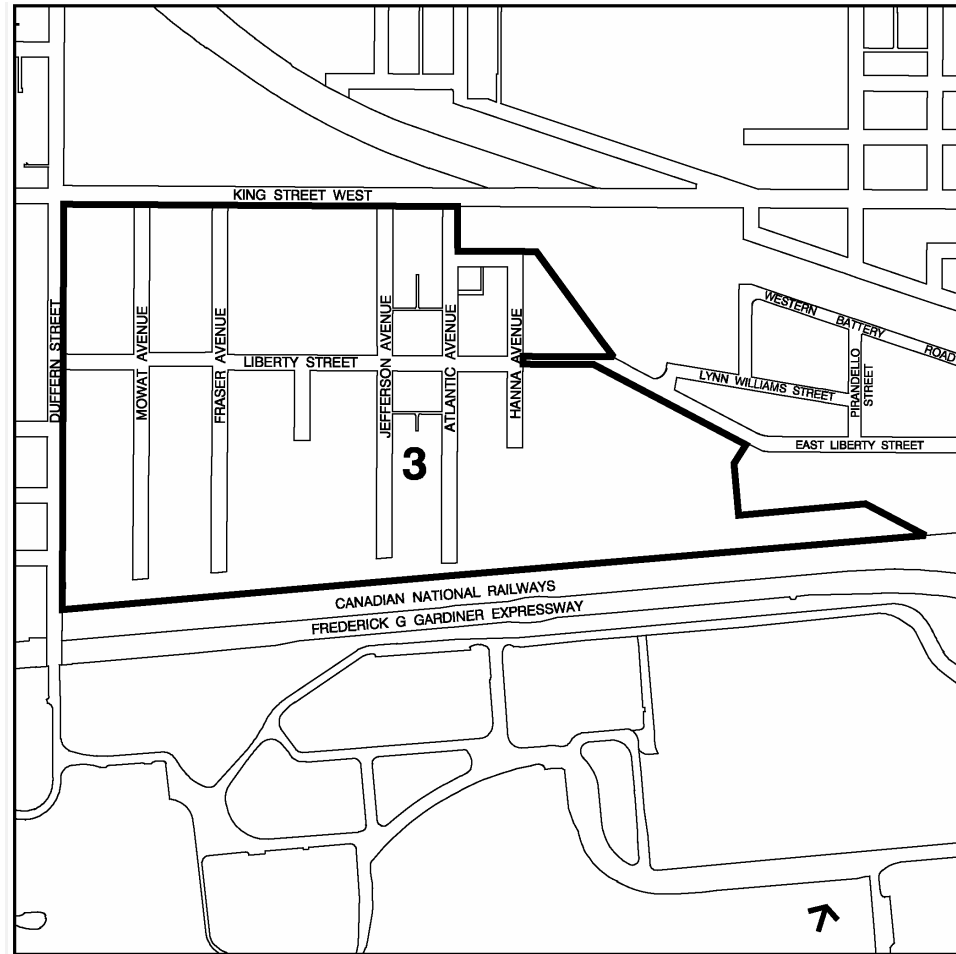 KING STREET WEST
DUFFERN STREET
MOWAT AVENUE
FRASER AVENUE
LIBERTY STREET
JEFFERSON AVENUE
ATLANTIC AVENUE
HANNA AVENUE
WESTERN BATTERY ROAD
LYNN WILLIAMS STREET
PIRANDELLO
STREET
EAST LIBERTY STREET
3
CANADIAN NATIONAL RAILWAYS
FREDERICK G GARDINER EXPRESSWAY